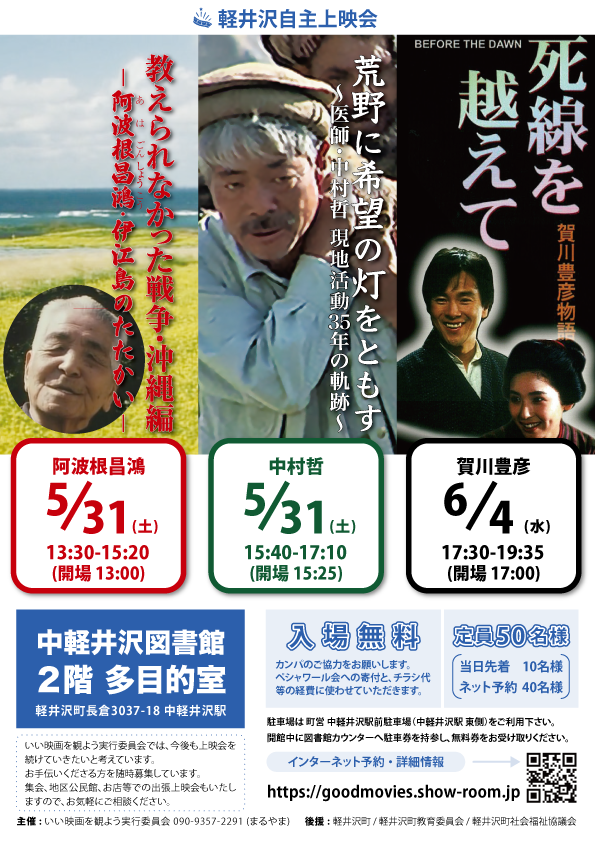 軽井沢自主上映会
教えられなかった戦争・沖縄編
―阿波根昌鴻・伊江島のたたかい―
あはごんしょうこう
荒野に希望の灯をともす
～医師・中村哲 現地活動35年の軌跡～
BEFORE THE DAWN
死線を
越えて
賀川豊彦物語
阿波根昌鴻
5/31(土)
13:30-15:20
(開場 13:00)
中村哲
5/31(土)
15:40-17:10
(開場 15:25)
賀川豊彦
6/4(水)
17:30-19:35
(開場 17:00)
中軽井沢図書館
2階 多目的室
軽井沢町長倉3037-18 中軽井沢駅
いい映画を観よう実行委員会では、今後も上映会を
続けていきたいと考えています。
お手伝いくださる方を随時募集しています。
集会、地区公民館、お店等での出張上映会もいたし
ますので、お気軽にご相談ください。
入場無料
カンパのご協力をお願いします。
ペシャワール会への寄付と、チラシ代
等の経費に使わせていただきます。
定員50名様
当日先着 10名様
ネット予約 40名様
駐車場は 町営 中軽井沢駅前駐車場（中軽井沢駅 東側）をご利用下さい。
開館中に図書館カウンターへ駐車券を持参し、無料券をお受け取りください。
インターネット予約・詳細情報
https://goodmovies.show-room.jp
主催：いい映画を観よう実行委員会 090-9357-2291 (まるやま) 後援：軽井沢町 / 軽井沢町教育委員会 / 軽井沢町社会福祉協議会